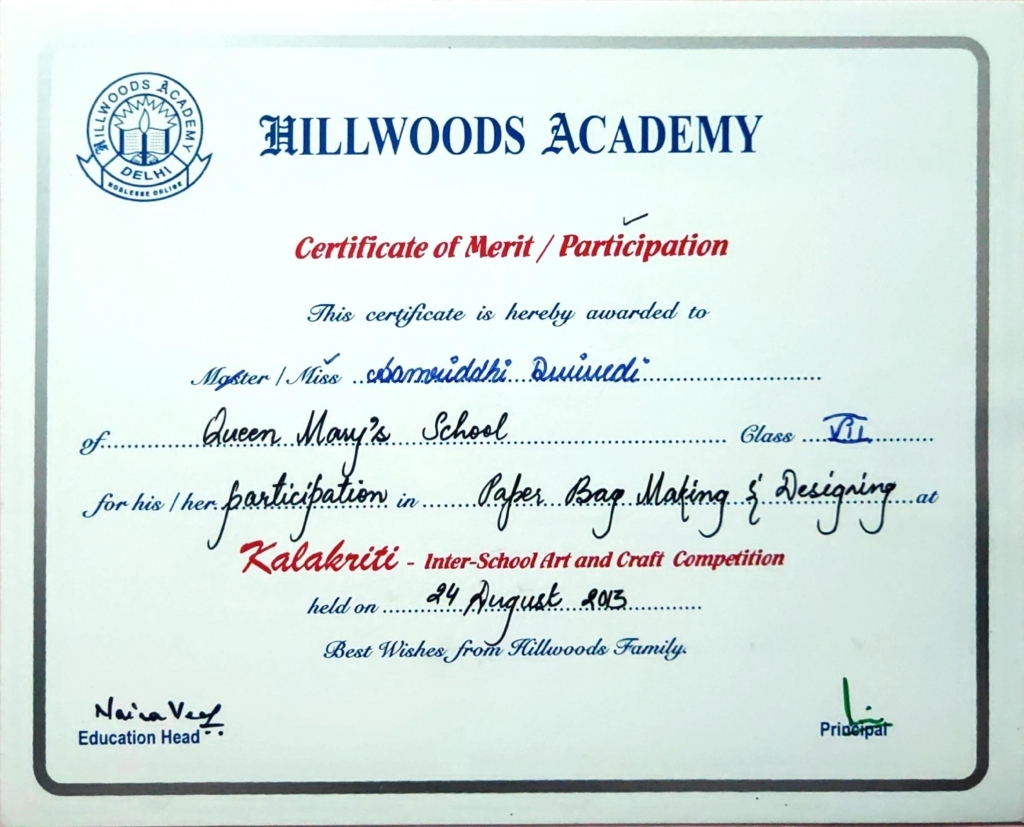 HILLWOODS ACADEMY
DELHI
NOBLESSE OBLIGE
HILLWOODS ACADEMY
Certificate of Merit / Participation
This certificate is hereby awarded to
Master / Miss Samriddhi Dwivedi
of Queen Mary's School Class VII
for his / her participation in Paper Bag Making & Designing at
Kalakriti - Inter-School Art and Craft Competition
held on 24 August 2013
Best Wishes from Hillwoods Family.
Naina Veer
Education Head
Principal